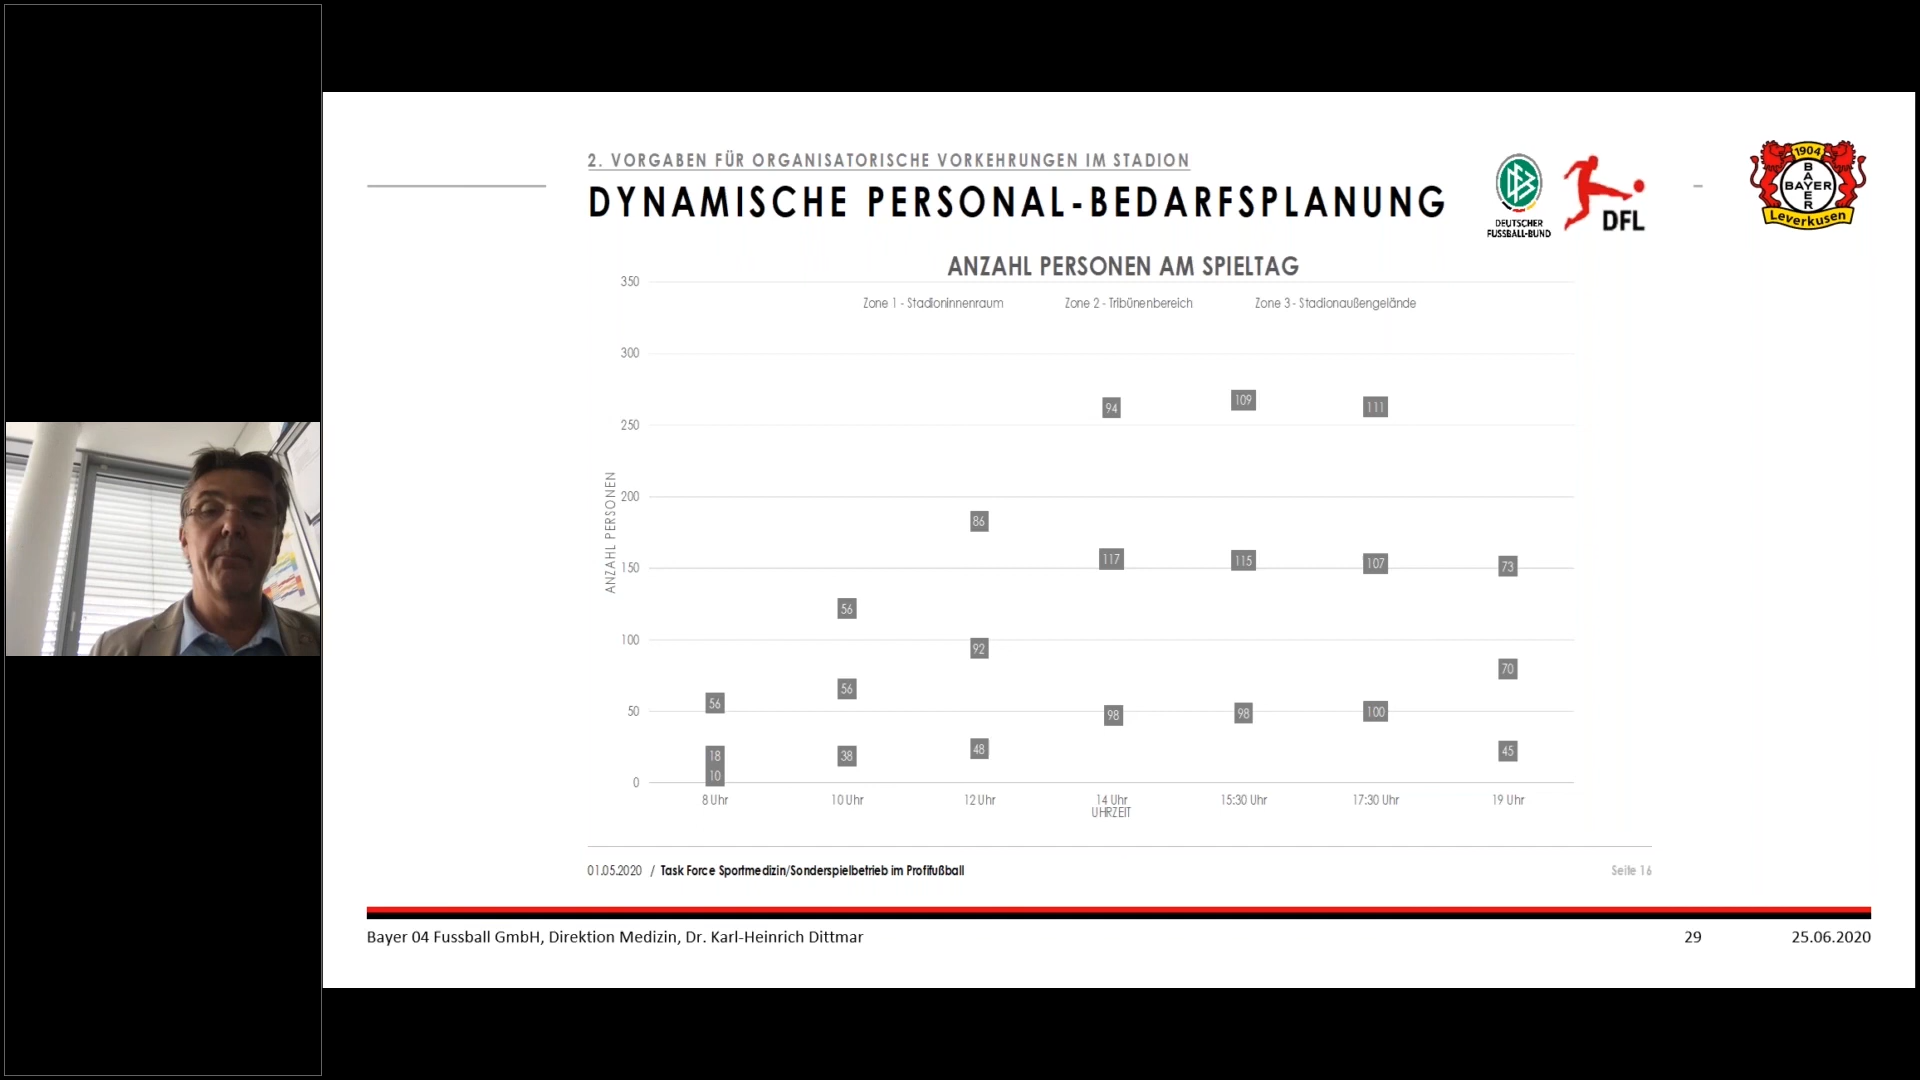 2. VORGABEN FÜR ORGANISATORISCHE VORKEHRUNGEN IM STADION
DYNAMISCHE PERSONAL-BEDARFSPLANUNG
DEUTSCHER
FUSSBALL-BUND
DFL
–
1904
BAYER
BAYER
Leverkusen
ANZAHL PERSONEN AM SPIELTAG
Zone 1 - Stadioninnenraum Zone 2 - Tribünenbereich Zone 3 - Stadionaußengelände
ANZAHL PERSONEN
350
300
250
200
150
100
50
0
94 109 111
86
117 115 107 73
56
92
56 56 70
98 98 100
18 38 48 45
10
8 Uhr 10 Uhr 12 Uhr 14 Uhr 15:30 Uhr 17:30 Uhr 19 Uhr
UHRZEIT
01.05.2020 / Task Force Sportmedizin/Sonderspielbetrieb im Profifußball
Seite 16
Bayer 04 Fussball GmbH, Direktion Medizin, Dr. Karl-Heinrich Dittmar
29
25.06.2020